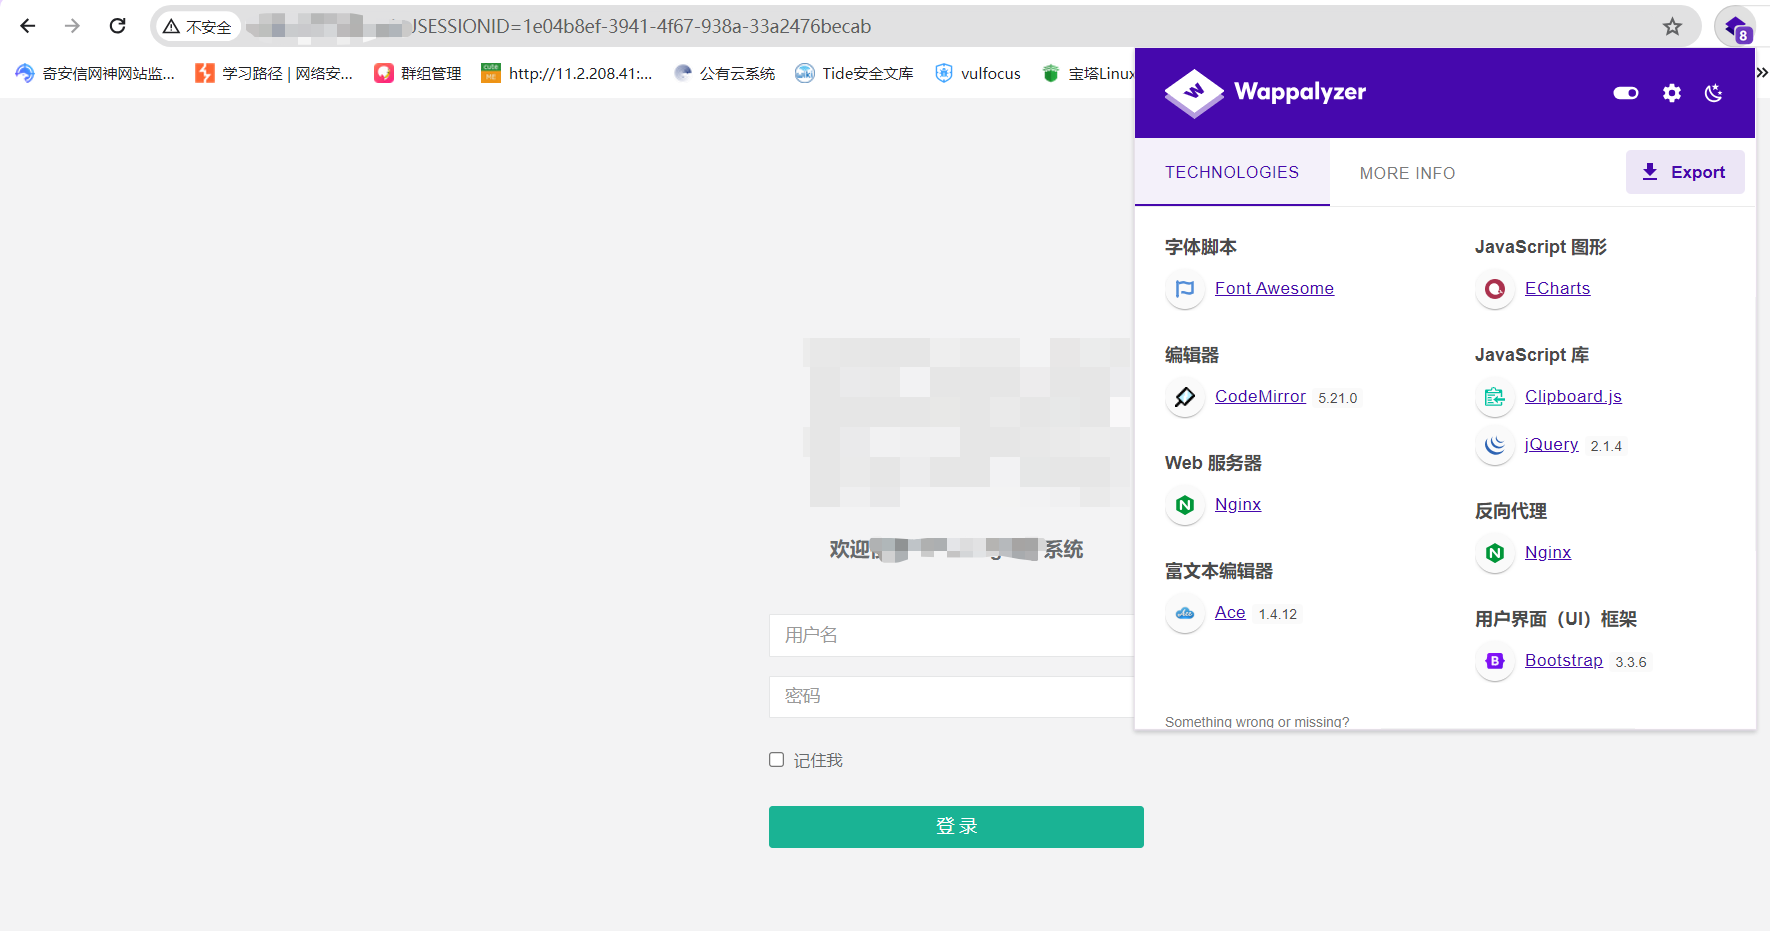 不安全 JSESSIONID=1e04b8ef-3941-4f67-938a-33a2476becab 8
奇安信网神网站监... 学习路径 | 网络安... 群组管理 http://11.2.208.41:... 公有云系统 Tide安全文库 vulfocus 宝塔Linux »
Wappalyzer
TECHNOLOGIES MORE INFO Export
字体脚本
Font Awesome
编辑器
CodeMirror 5.21.0
Web 服务器
Nginx
富文本编辑器
Ace 1.4.12
JavaScript 图形
ECharts
JavaScript 库
Clipboard.js
jQuery 2.1.4
反向代理
Nginx
用户界面（UI）框架
Bootstrap 3.3.6
Something wrong or missing?
欢迎 系统
用户名
密码
记住我
登 录